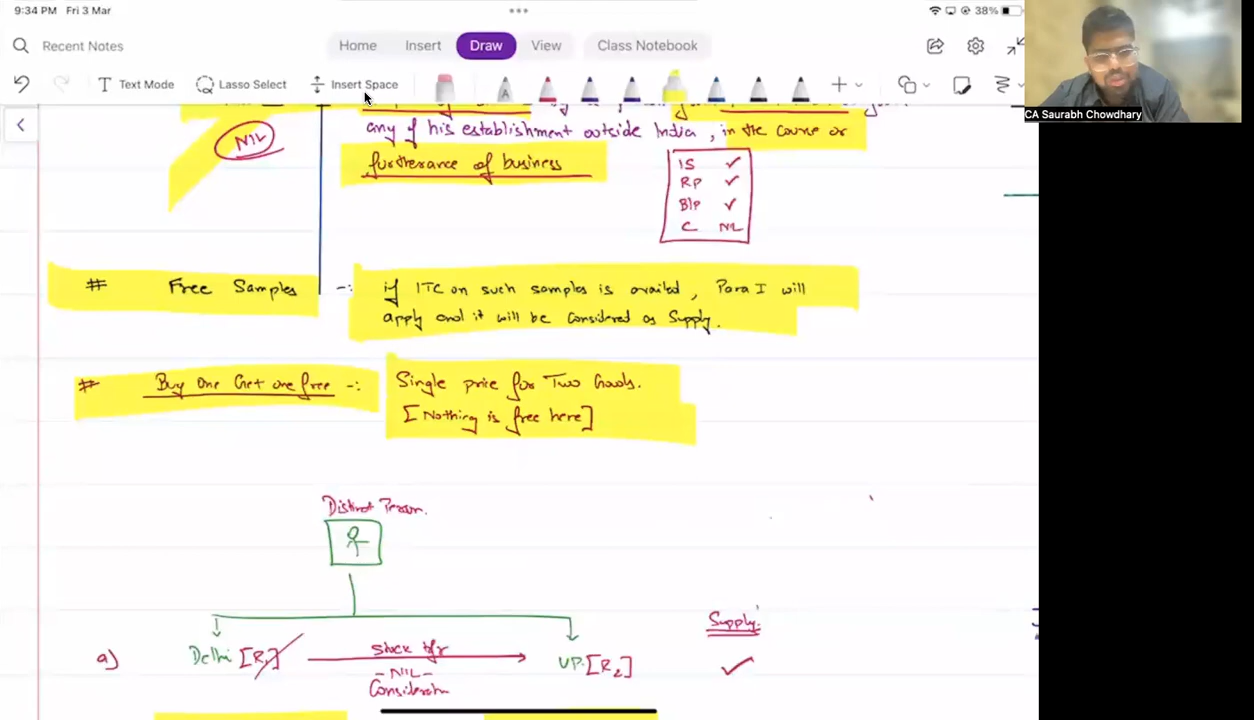 9:34 PM Fri 3 Mar
38%
Recent Notes
Home Insert Draw View Class Notebook
Text Mode Lasso Select Insert Space
CA Saurabh Chowdhary
any of his establishment outside India, in the course or
NIL
furtherance of business
IS ✓
RP ✓
BIP ✓
C NIL
# Free Samples -: if ITC on such samples is availed, Para I will
apply and it will be Considered as Supply.
# Buy One Get one free -: Single price for Two Goods.
[Nothing is free here]
Distinct Person.
Supply
a) Delhi [R1] Stock tfr UP. [R2] ✓
- NIL -